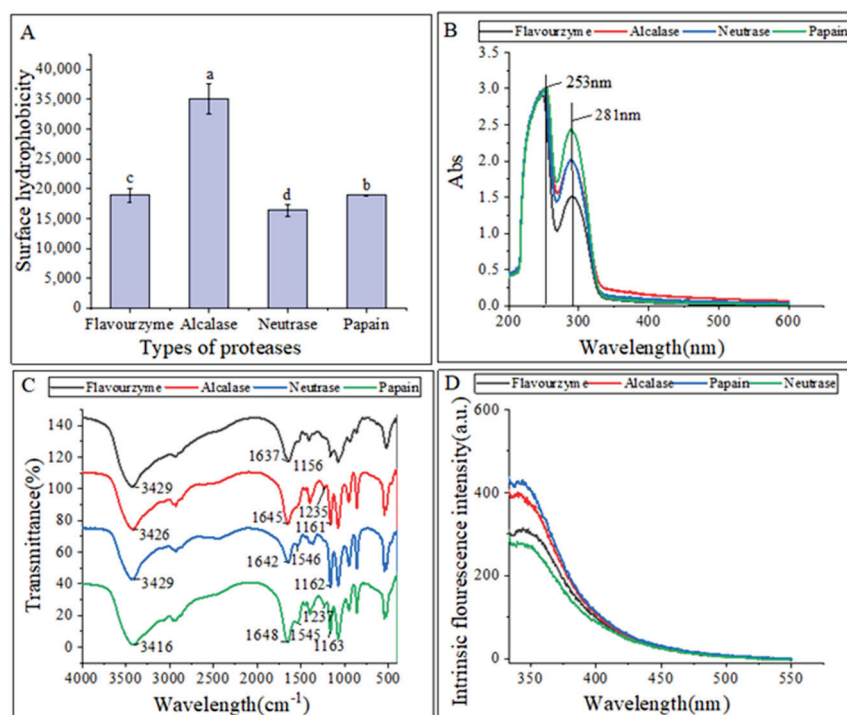 A
40,000
35,000
30,000
25,000
20,000
15,000
10,000
5,000
0
Surface hydrophobicity
c
a
d
b
Flavourzyme Alcalase Neutrase Papain
Types of proteases
B
Flavourzyme Alcalase Neutrase Papain
3.0
2.5
2.0
1.5
1.0
0.5
0.0
Abs
253nm
281nm
200 300 400 500 600
Wavelength(nm)
C
Flavourzyme Alcalase Neutrase Papain
140
120
100
80
60
40
20
0
Transmittance(%)
3429
1637
1156
3426
1645
1235
1161
3429
1642
1546
1162
3416
1648
1545
1237
1163
4000 3500 3000 2500 2000 1500 1000 500
Wavelength(cm⁻¹)
D
Flavourzyme Alcalase Papain Neutrase
600
400
200
0
Intrinsic flourescence intensity(a.u.)
350 400 450 500 550
Wavelength(nm)